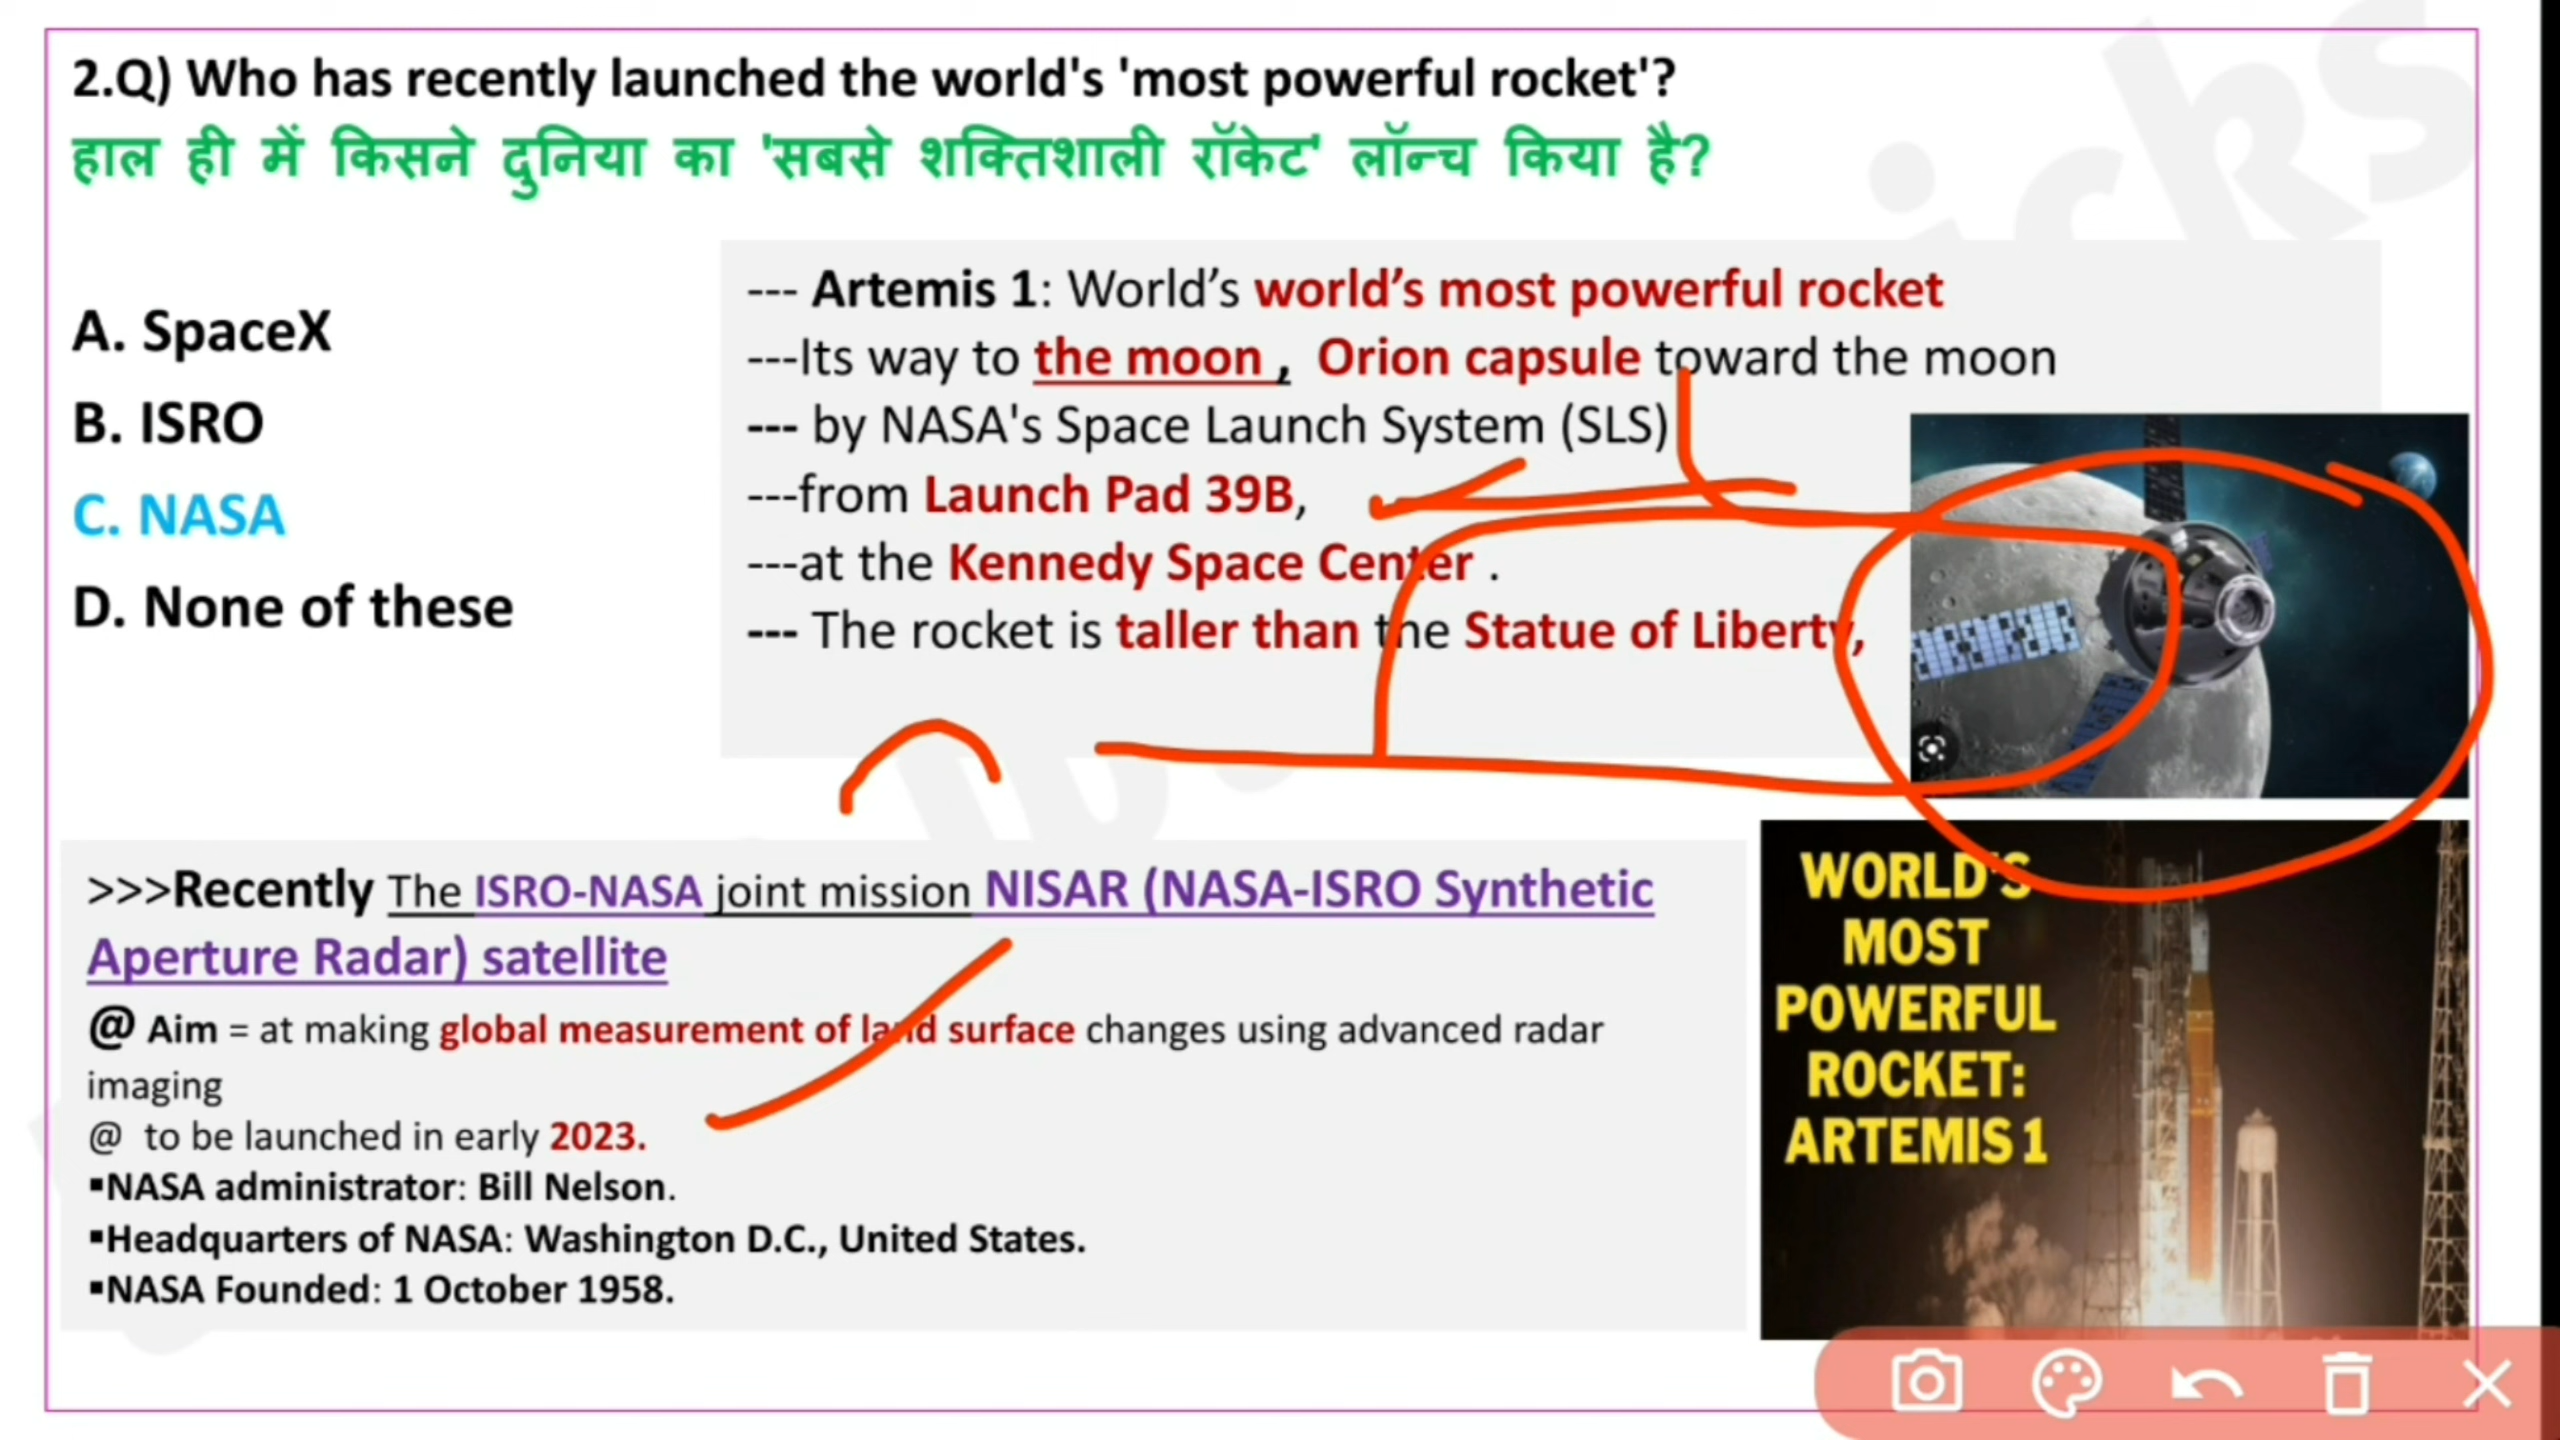 2.Q) Who has recently launched the world's 'most powerful rocket'?
हाल ही में किसने दुनिया का 'सबसे शक्तिशाली रॉकेट' लॉन्च किया है?
A. SpaceX
B. ISRO
C. NASA
D. None of these
--- Artemis 1: World’s world’s most powerful rocket
---Its way to the moon , Orion capsule toward the moon
--- by NASA's Space Launch System (SLS)
---from Launch Pad 39B,
---at the Kennedy Space Center .
--- The rocket is taller than the Statue of Liberty,
>>>Recently The ISRO-NASA joint mission NISAR (NASA-ISRO Synthetic
Aperture Radar) satellite
@ Aim = at making global measurement of land surface changes using advanced radar
imaging
@ to be launched in early 2023.
▪NASA administrator: Bill Nelson.
▪Headquarters of NASA: Washington D.C., United States.
▪NASA Founded: 1 October 1958.
WORLD'S
MOST
POWERFUL
ROCKET:
ARTEMIS 1